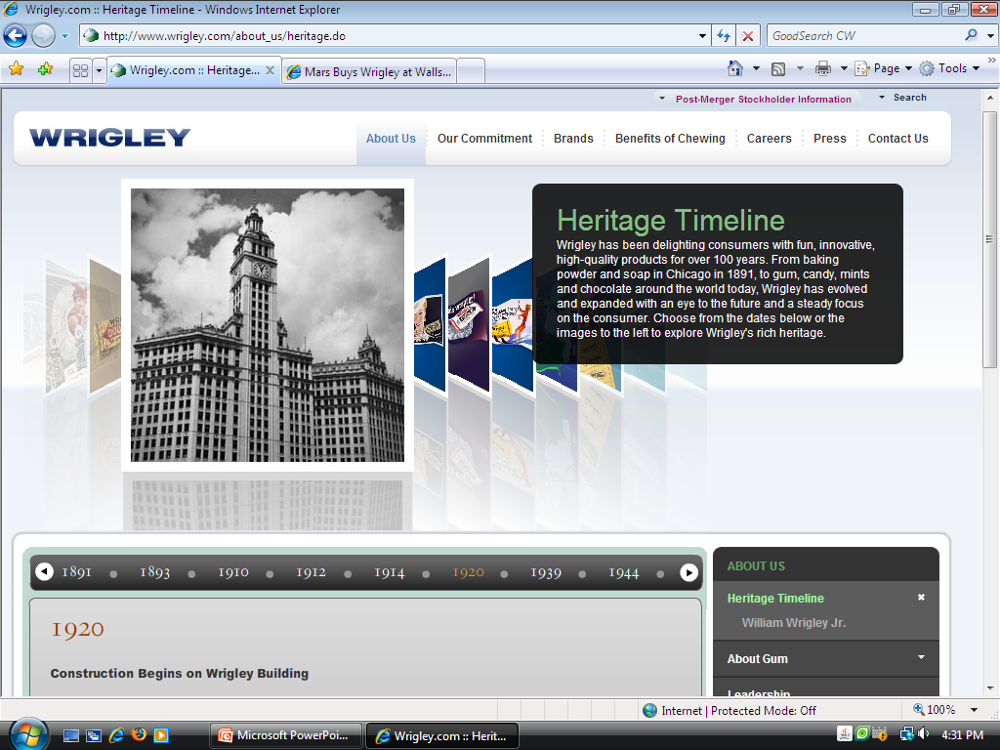 Wrigley.com :: Heritage Timeline - Windows Internet Explorer
http://www.wrigley.com/about_us/heritage.do
GoodSearch CW
Wrigley.com :: Heritage...
Mars Buys Wrigley at Walls...
Page
Tools
Post-Merger Stockholder Information
Search
WRIGLEY
About Us
Our Commitment
Brands
Benefits of Chewing
Careers
Press
Contact Us
Heritage Timeline
Wrigley has been delighting consumers with fun, innovative,
high-quality products for over 100 years. From baking
powder and soap in Chicago in 1891, to gum, candy, mints
and chocolate around the world today, Wrigley has evolved
and expanded with an eye to the future and a steady focus
on the consumer. Choose from the dates below or the
images to the left to explore Wrigley's rich heritage.
1891 1893 1910 1912 1914 1920 1939 1944
1920
Construction Begins on Wrigley Building
ABOUT US
Heritage Timeline
William Wrigley Jr.
About Gum
Leadership
Internet | Protected Mode: Off
100%
Microsoft PowerPoi...
Wrigley.com :: Herit...
4:31 PM